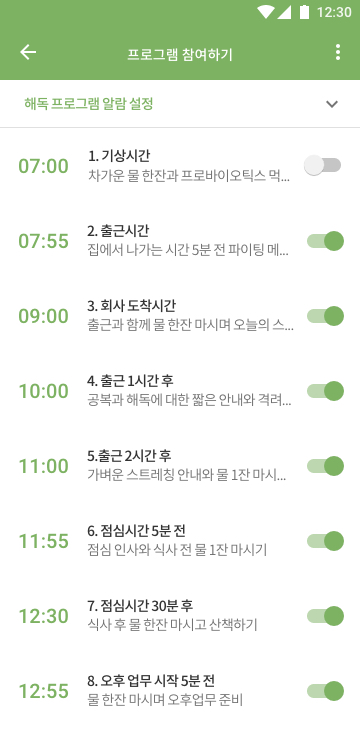 12:30
프로그램 참여하기
해독 프로그램 알람 설정
07:00
1. 기상시간
차가운 물 한잔과 프로바이오틱스 먹...
07:55
2. 출근시간
집에서 나가는 시간 5분 전 파이팅 메...
09:00
3. 회사 도착시간
출근과 함께 물 한잔 마시며 오늘의 스...
10:00
4. 출근 1시간 후
공복과 해독에 대한 짧은 안내와 격려...
11:00
5.출근 2시간 후
가벼운 스트레칭 안내와 물 1잔 마시...
11:55
6. 점심시간 5분 전
점심 인사와 식사 전 물 1잔 마시기
12:30
7. 점심시간 30분 후
식사 후 물 한잔 마시고 산책하기
12:55
8. 오후 업무 시작 5분 전
물 한잔 마시며 오후업무 준비